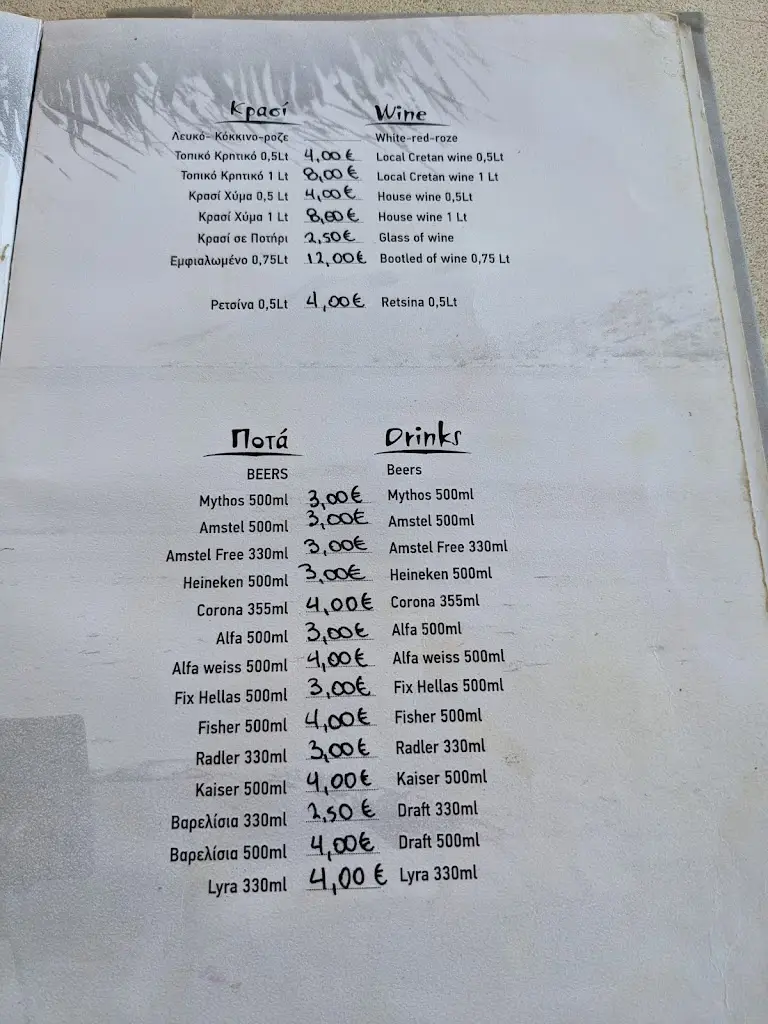 Κρασί Wine
Λευκό- Κόκκινο-ροζε White-red-roze
Τοπικό Κρητικό 0,5Lt 4,00€ Local Cretan wine 0,5Lt
Τοπικό Κρητικό 1 Lt 8,00€ Local Cretan wine 1 Lt
Κρασί Χύμα 0,5 Lt 4,00€ House wine 0,5Lt
Κρασί Χύμα 1 Lt 8,00€ House wine 1 Lt
Κρασί σε Ποτήρι 2,50€ Glass of wine
Εμφιαλωμένο 0,75Lt 12,00€ Bootled of wine 0,75 Lt
Ρετσίνα 0,5Lt 4,00€ Retsina 0,5Lt
Ποτά Drinks
BEERS Beers
Mythos 500ml 3,00€ Mythos 500ml
Amstel 500ml 3,00€ Amstel 500ml
Amstel Free 330ml 3,00€ Amstel Free 330ml
Heineken 500ml 3,00€ Heineken 500ml
Corona 355ml 4,00€ Corona 355ml
Alfa 500ml 3,00€ Alfa 500ml
Alfa weiss 500ml 4,00€ Alfa weiss 500ml
Fix Hellas 500ml 3,00€ Fix Hellas 500ml
Fisher 500ml 4,00€ Fisher 500ml
Radler 330ml 3,00€ Radler 330ml
Kaiser 500ml 4,00€ Kaiser 500ml
Βαρελίσια 330ml 2,50 € Draft 330ml
Βαρελίσια 500ml 4,00€ Draft 500ml
Lyra 330ml 4,00 € Lyra 330ml